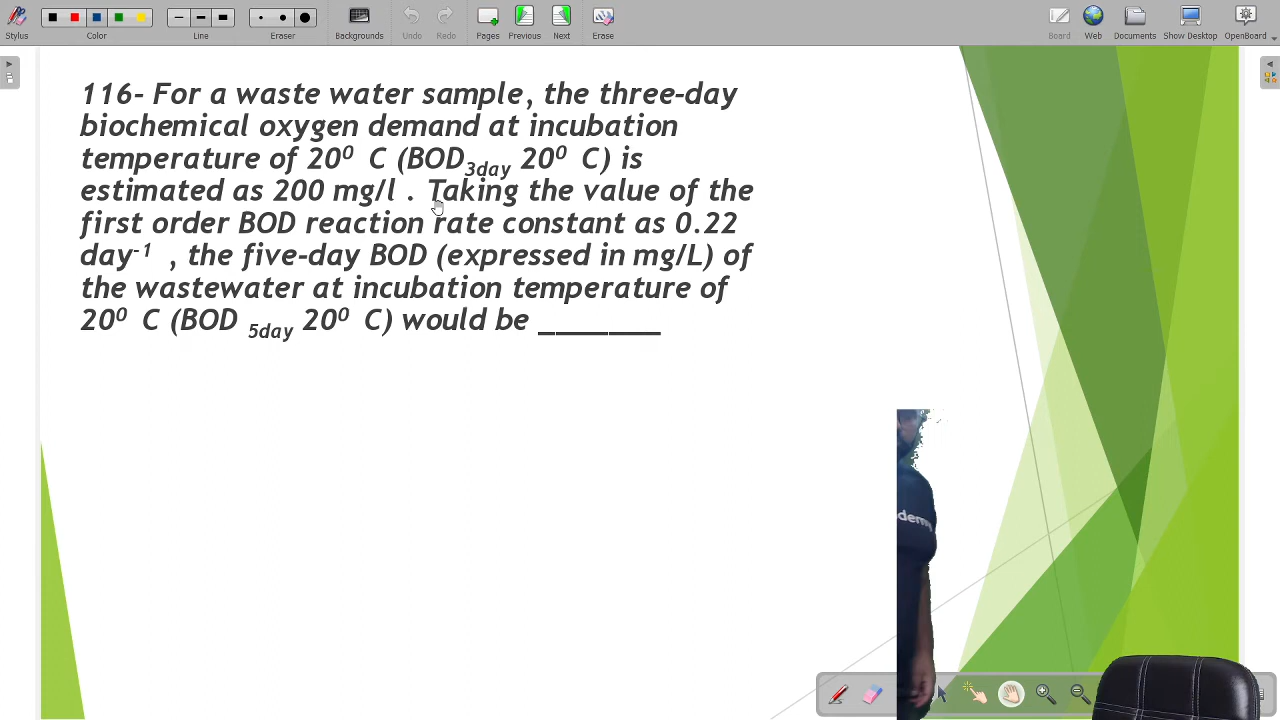 Stylus
Color
Line
Eraser
Backgrounds
Undo
Redo
Pages
Previous
Next
Erase
Board
Web
Documents
Show Desktop
OpenBoard
116- For a waste water sample, the three-day
biochemical oxygen demand at incubation
temperature of 20⁰ C (BOD₃day 20⁰ C) is
estimated as 200 mg/l . Taking the value of the
first order BOD reaction rate constant as 0.22
day⁻¹ , the five-day BOD (expressed in mg/L) of
the wastewater at incubation temperature of
20⁰ C (BOD ₅day 20⁰ C) would be ________